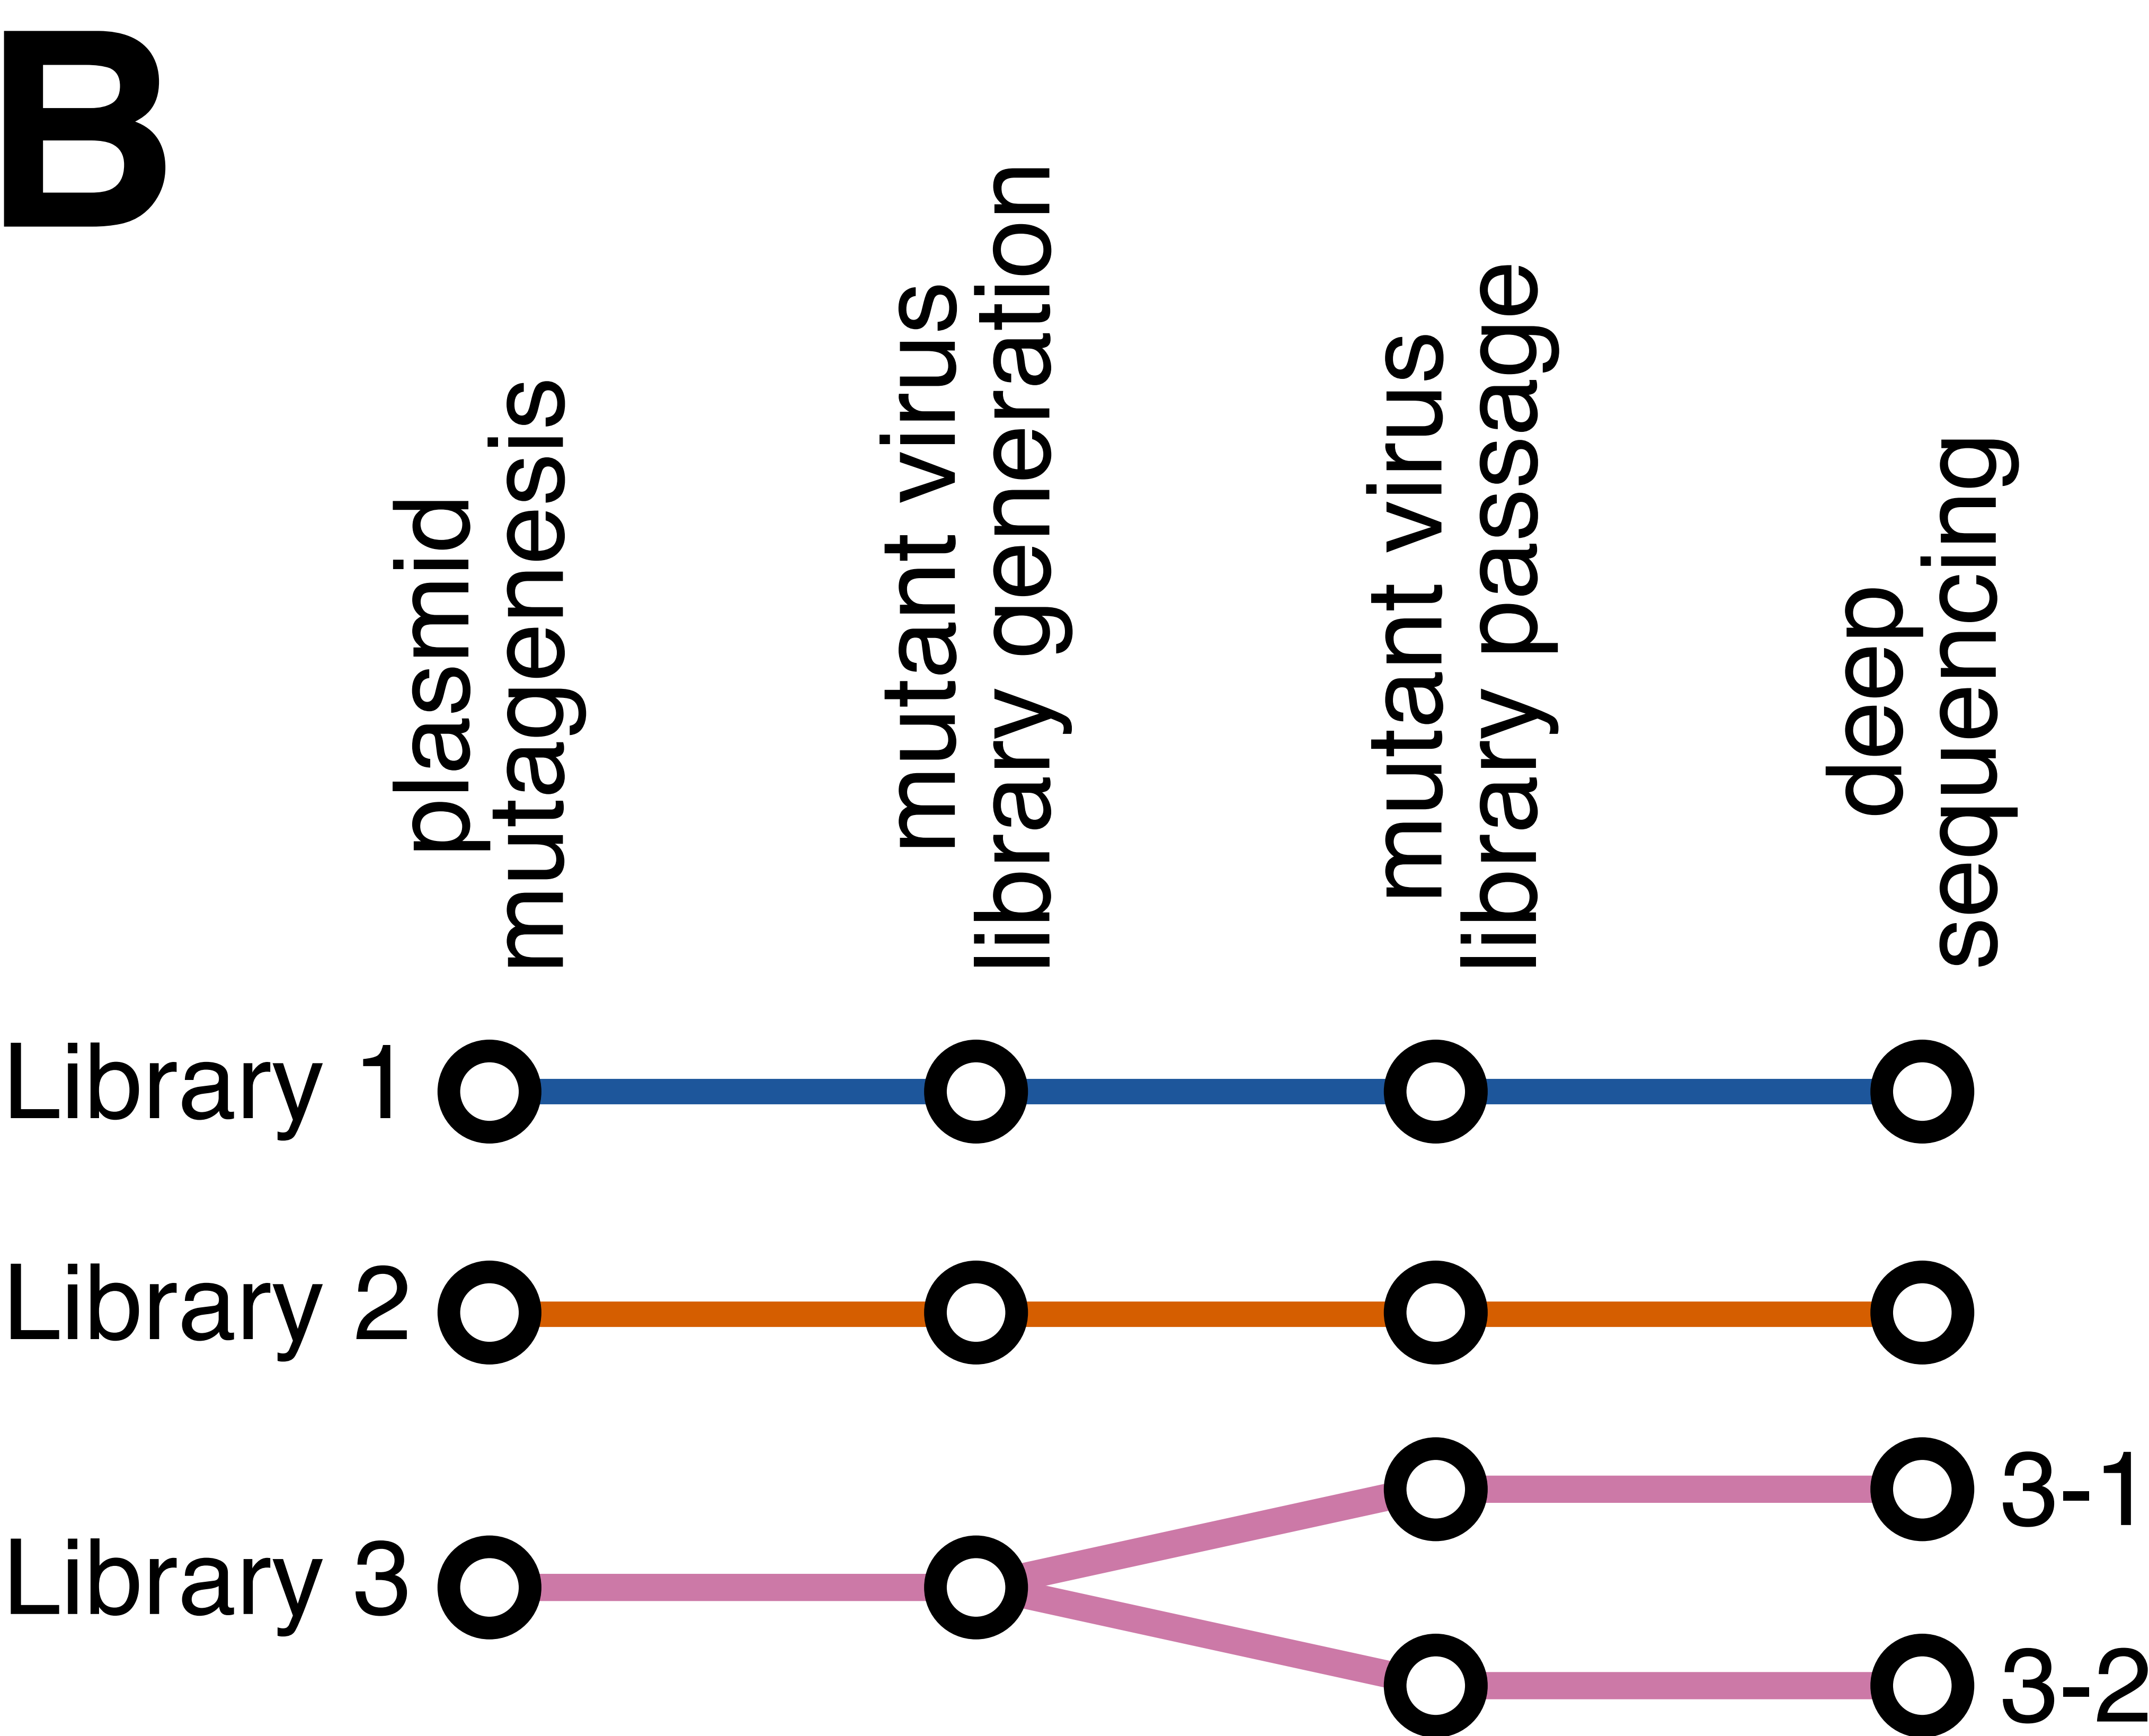 B
plasmid
mutagenesis
mutant virus
library generation
mutant virus
library passage
deep
sequencing
Library 1
Library 2
Library 3
3-1
3-2